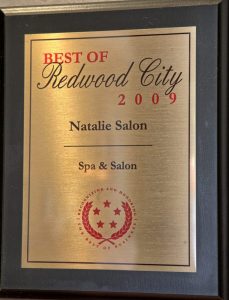 BEST OF
Redwood City
2009
Natalie Salon
Spa & Salon